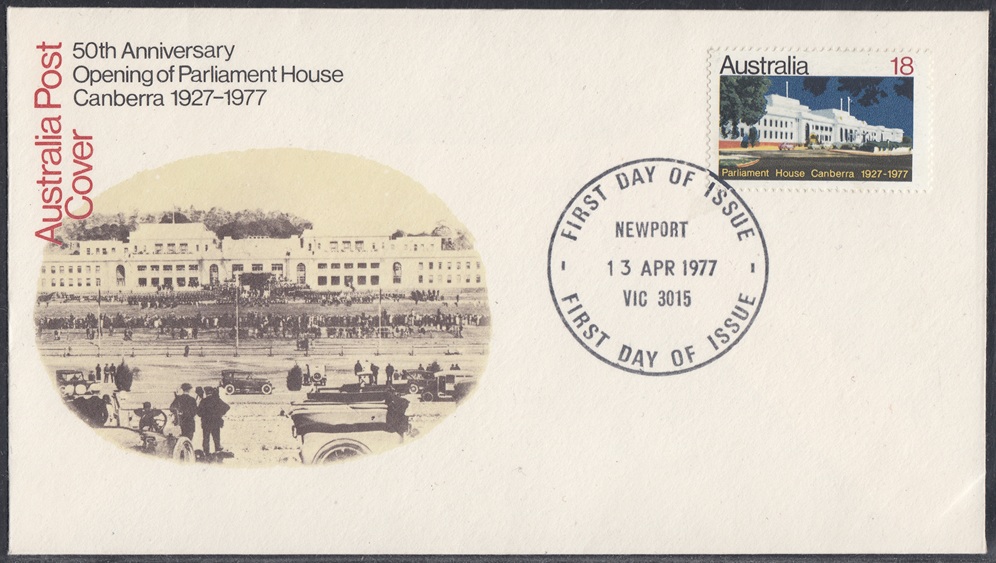 Australia Post
Cover
50th Anniversary
Opening of Parliament House
Canberra 1927–1977
Australia 18
Parliament House Canberra 1927-1977
FIRST DAY OF ISSUE
NEWPORT
- 13 APR 1977 -
VIC 3015
FIRST DAY OF ISSUE